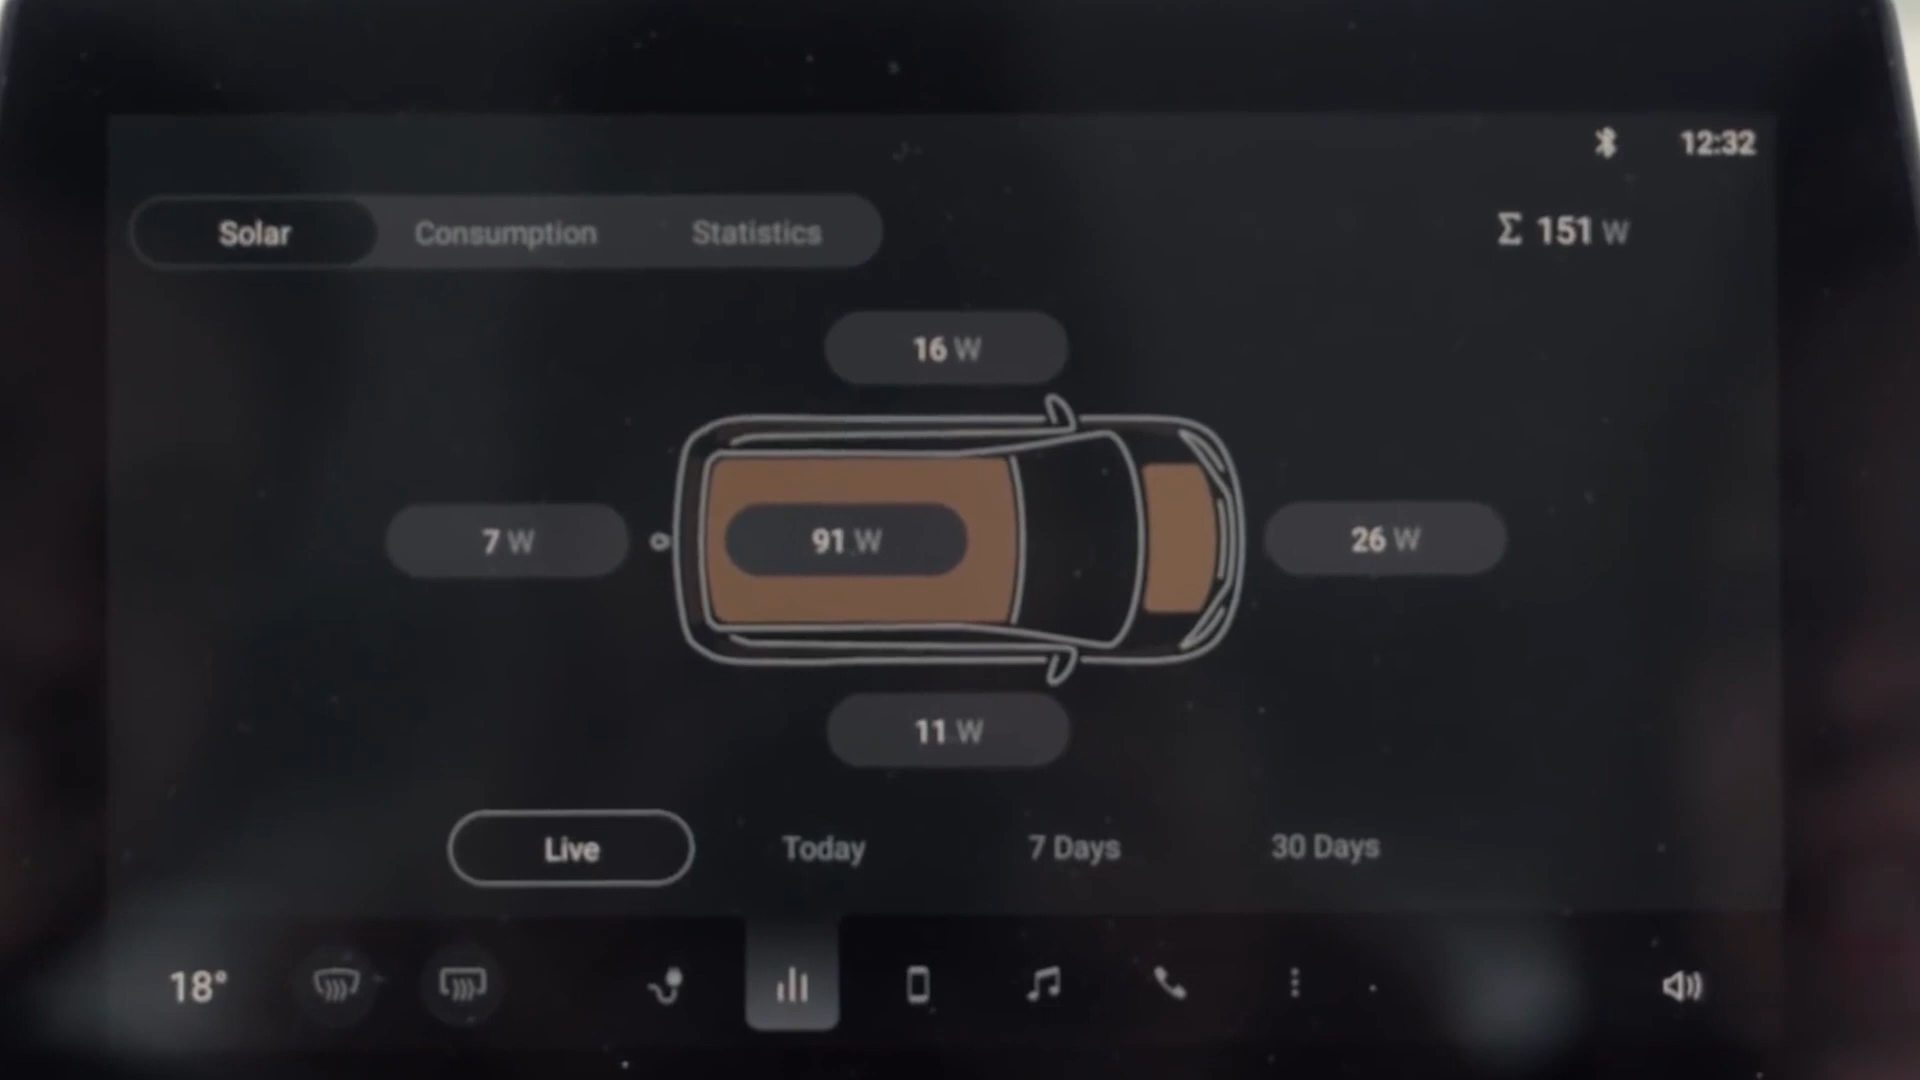 12:32
Solar Consumption Statistics
Σ 151 W
16 W
7 W
91 W
26 W
11 W
Live Today 7 Days 30 Days
18°